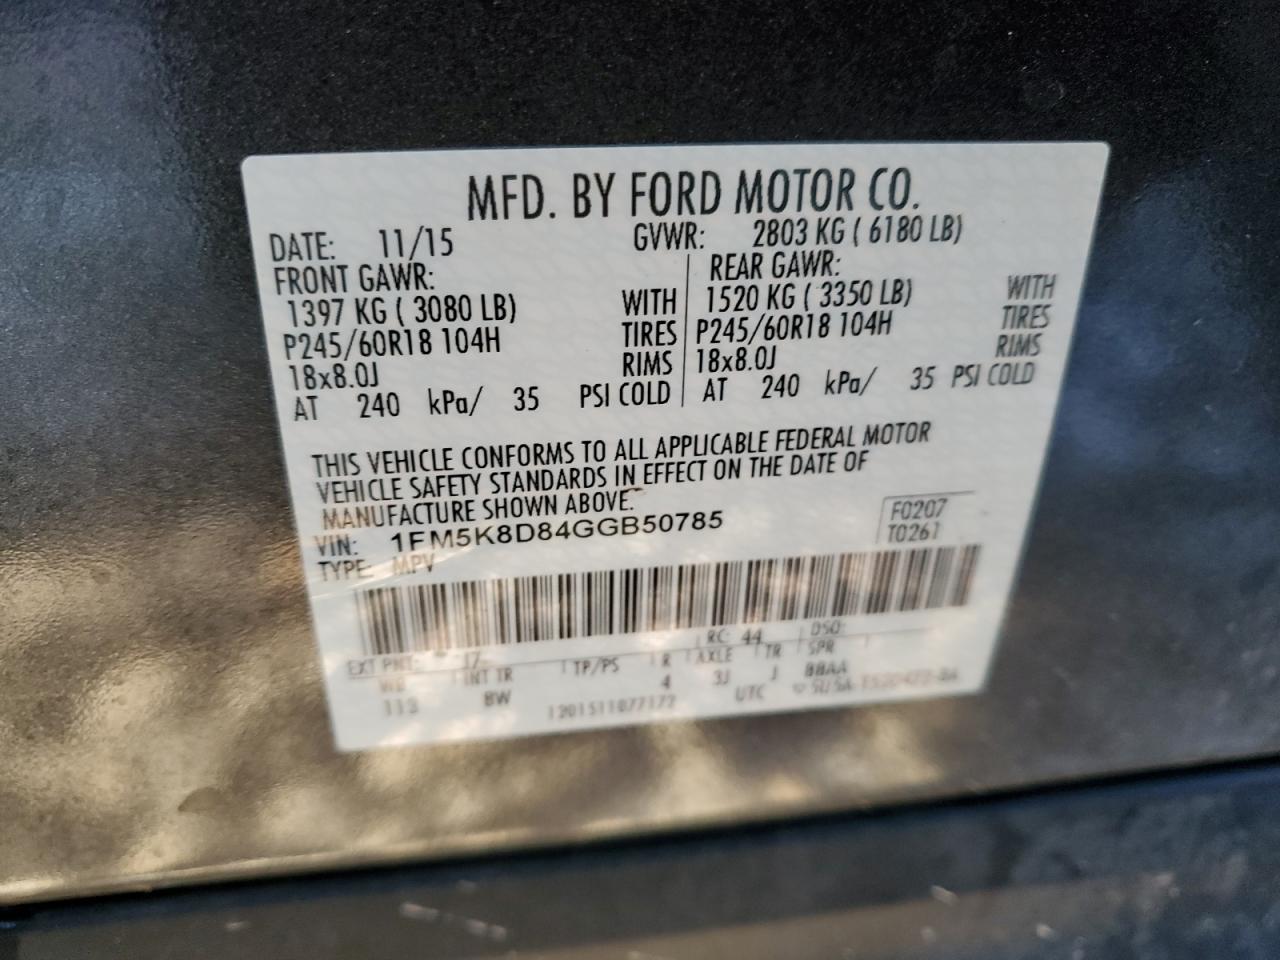 MFD. BY FORD MOTOR CO.
DATE: 11/15 GVWR: 2803 KG ( 6180 LB)
FRONT GAWR: REAR GAWR:
1397 KG ( 3080 LB) WITH 1520 KG ( 3350 LB) WITH
P245/60R18 104H TIRES P245/60R18 104H TIRES
18x8.0J RIMS 18x8.0J RIMS
AT 240 kPa/ 35 PSI COLD AT 240 kPa/ 35 PSI COLD
THIS VEHICLE CONFORMS TO ALL APPLICABLE FEDERAL MOTOR
VEHICLE SAFETY STANDARDS IN EFFECT ON THE DATE OF
MANUFACTURE SHOWN ABOVE.
VIN: 1FM5K8D84GGB50785 F0207
TYPE: MPV T0261
EXT PNT: RC: 44 DSO:
WB INT TR TP/PS R AXLE TR SPR
113 BW 4 3J J BBAA
1201511077172 UTC